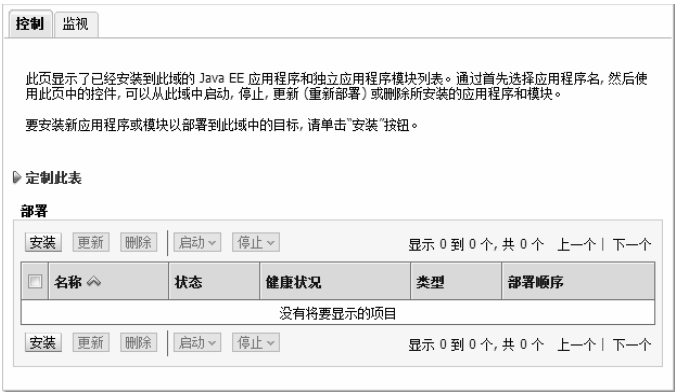 控制 监视
此页显示了已经安装到此域的 Java EE 应用程序和独立应用程序模块列表。通过首先选择应用程序名, 然后使
用此页中的控件, 可以从此域中启动, 停止, 更新 (重新部署) 或删除所安装的应用程序和模块。
要安装新应用程序或模块以部署到此域中的目标, 请单击"安装"按钮。
定制此表
部署
安装 更新 删除 启动 停止 显示 0 到 0 个, 共 0 个 上一个 | 下一个
名称 状态 健康状况 类型 部署顺序
没有将要显示的项目
安装 更新 删除 启动 停止 显示 0 到 0 个, 共 0 个 上一个 | 下一个